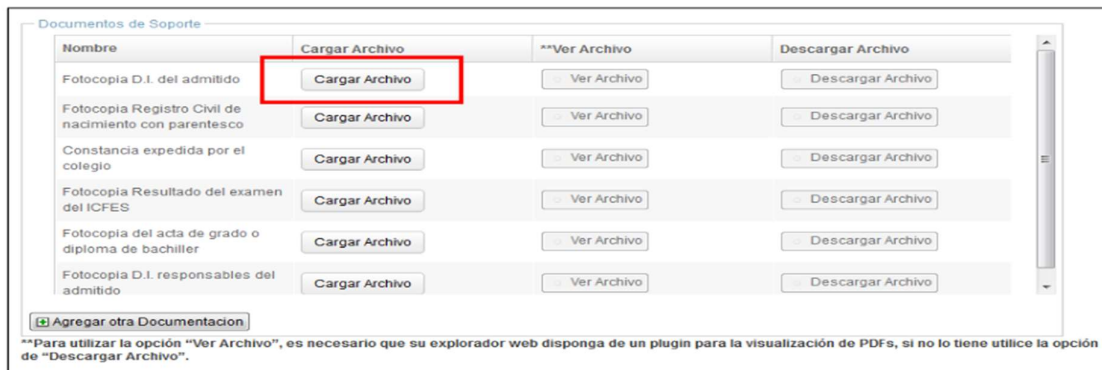 Documentos de Soporte
Nombre Cargar Archivo **Ver Archivo Descargar Archivo
Fotocopia D.I. del admitido Cargar Archivo Ver Archivo Descargar Archivo
Fotocopia Registro Civil de
nacimiento con parentesco Cargar Archivo Ver Archivo Descargar Archivo
Constancia expedida por el
colegio Cargar Archivo Ver Archivo Descargar Archivo
Fotocopia Resultado del examen
del ICFES Cargar Archivo Ver Archivo Descargar Archivo
Fotocopia del acta de grado o
diploma de bachiller Cargar Archivo Ver Archivo Descargar Archivo
Fotocopia D.I. responsables del
admitido Cargar Archivo Ver Archivo Descargar Archivo
Agregar otra Documentacion
**Para utilizar la opción “Ver Archivo”, es necesario que su explorador web disponga de un plugin para la visualización de PDFs, si no lo tiene utilice la opción
de “Descargar Archivo”.